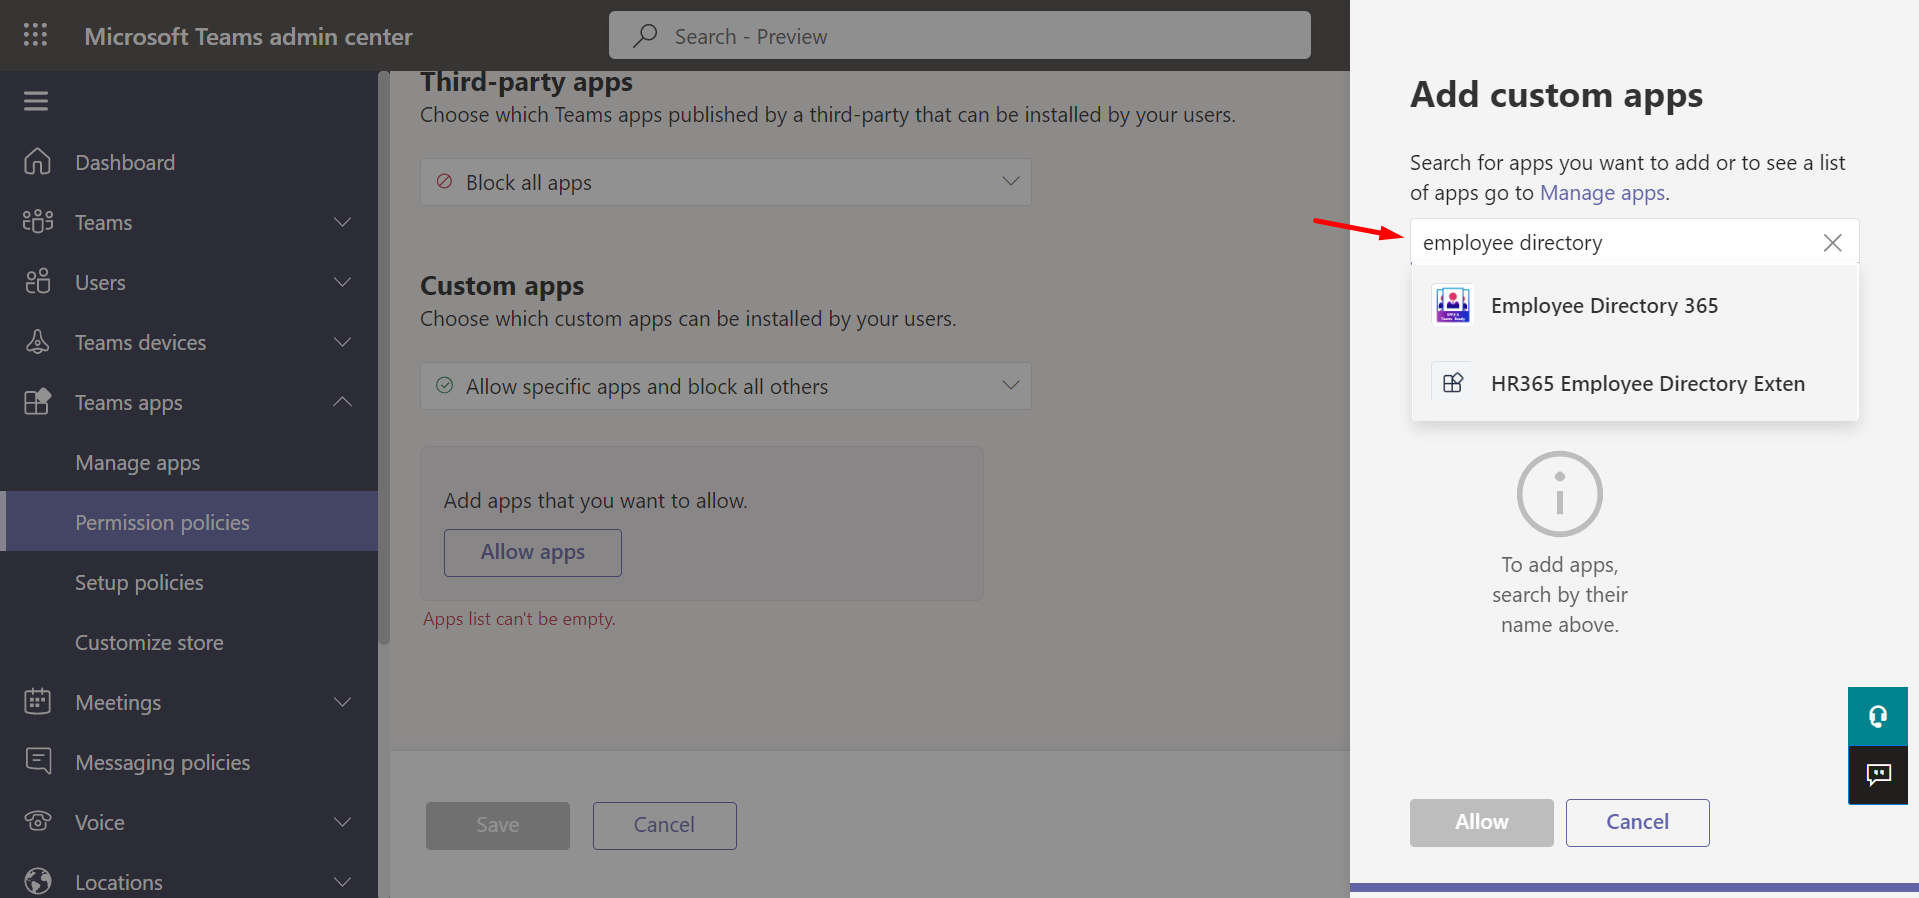 Microsoft Teams admin center
Search - Preview
Dashboard
Teams
Users
Teams devices
Teams apps
Manage apps
Permission policies
Setup policies
Customize store
Meetings
Messaging policies
Voice
Locations
Third-party apps
Choose which Teams apps published by a third-party that can be installed by your users.
Block all apps
Custom apps
Choose which custom apps can be installed by your users.
Allow specific apps and block all others
Add apps that you want to allow.
Allow apps
Apps list can't be empty.
Save
Cancel
Add custom apps
Search for apps you want to add or to see a list
of apps go to Manage apps.
employee directory
Employee Directory 365
HR365 Employee Directory Exten
To add apps,
search by their
name above.
Allow
Cancel